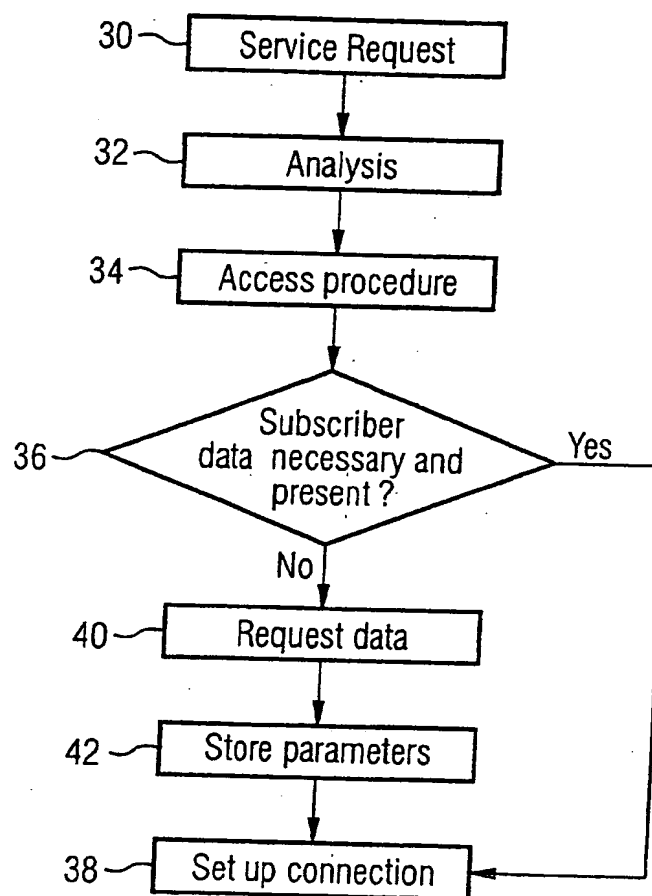 30
Service Request
32
Analysis
34
Access procedure
36
Subscriber
data necessary and
present ?
Yes
No
40
Request data
42
Store parameters
38
Set up connection